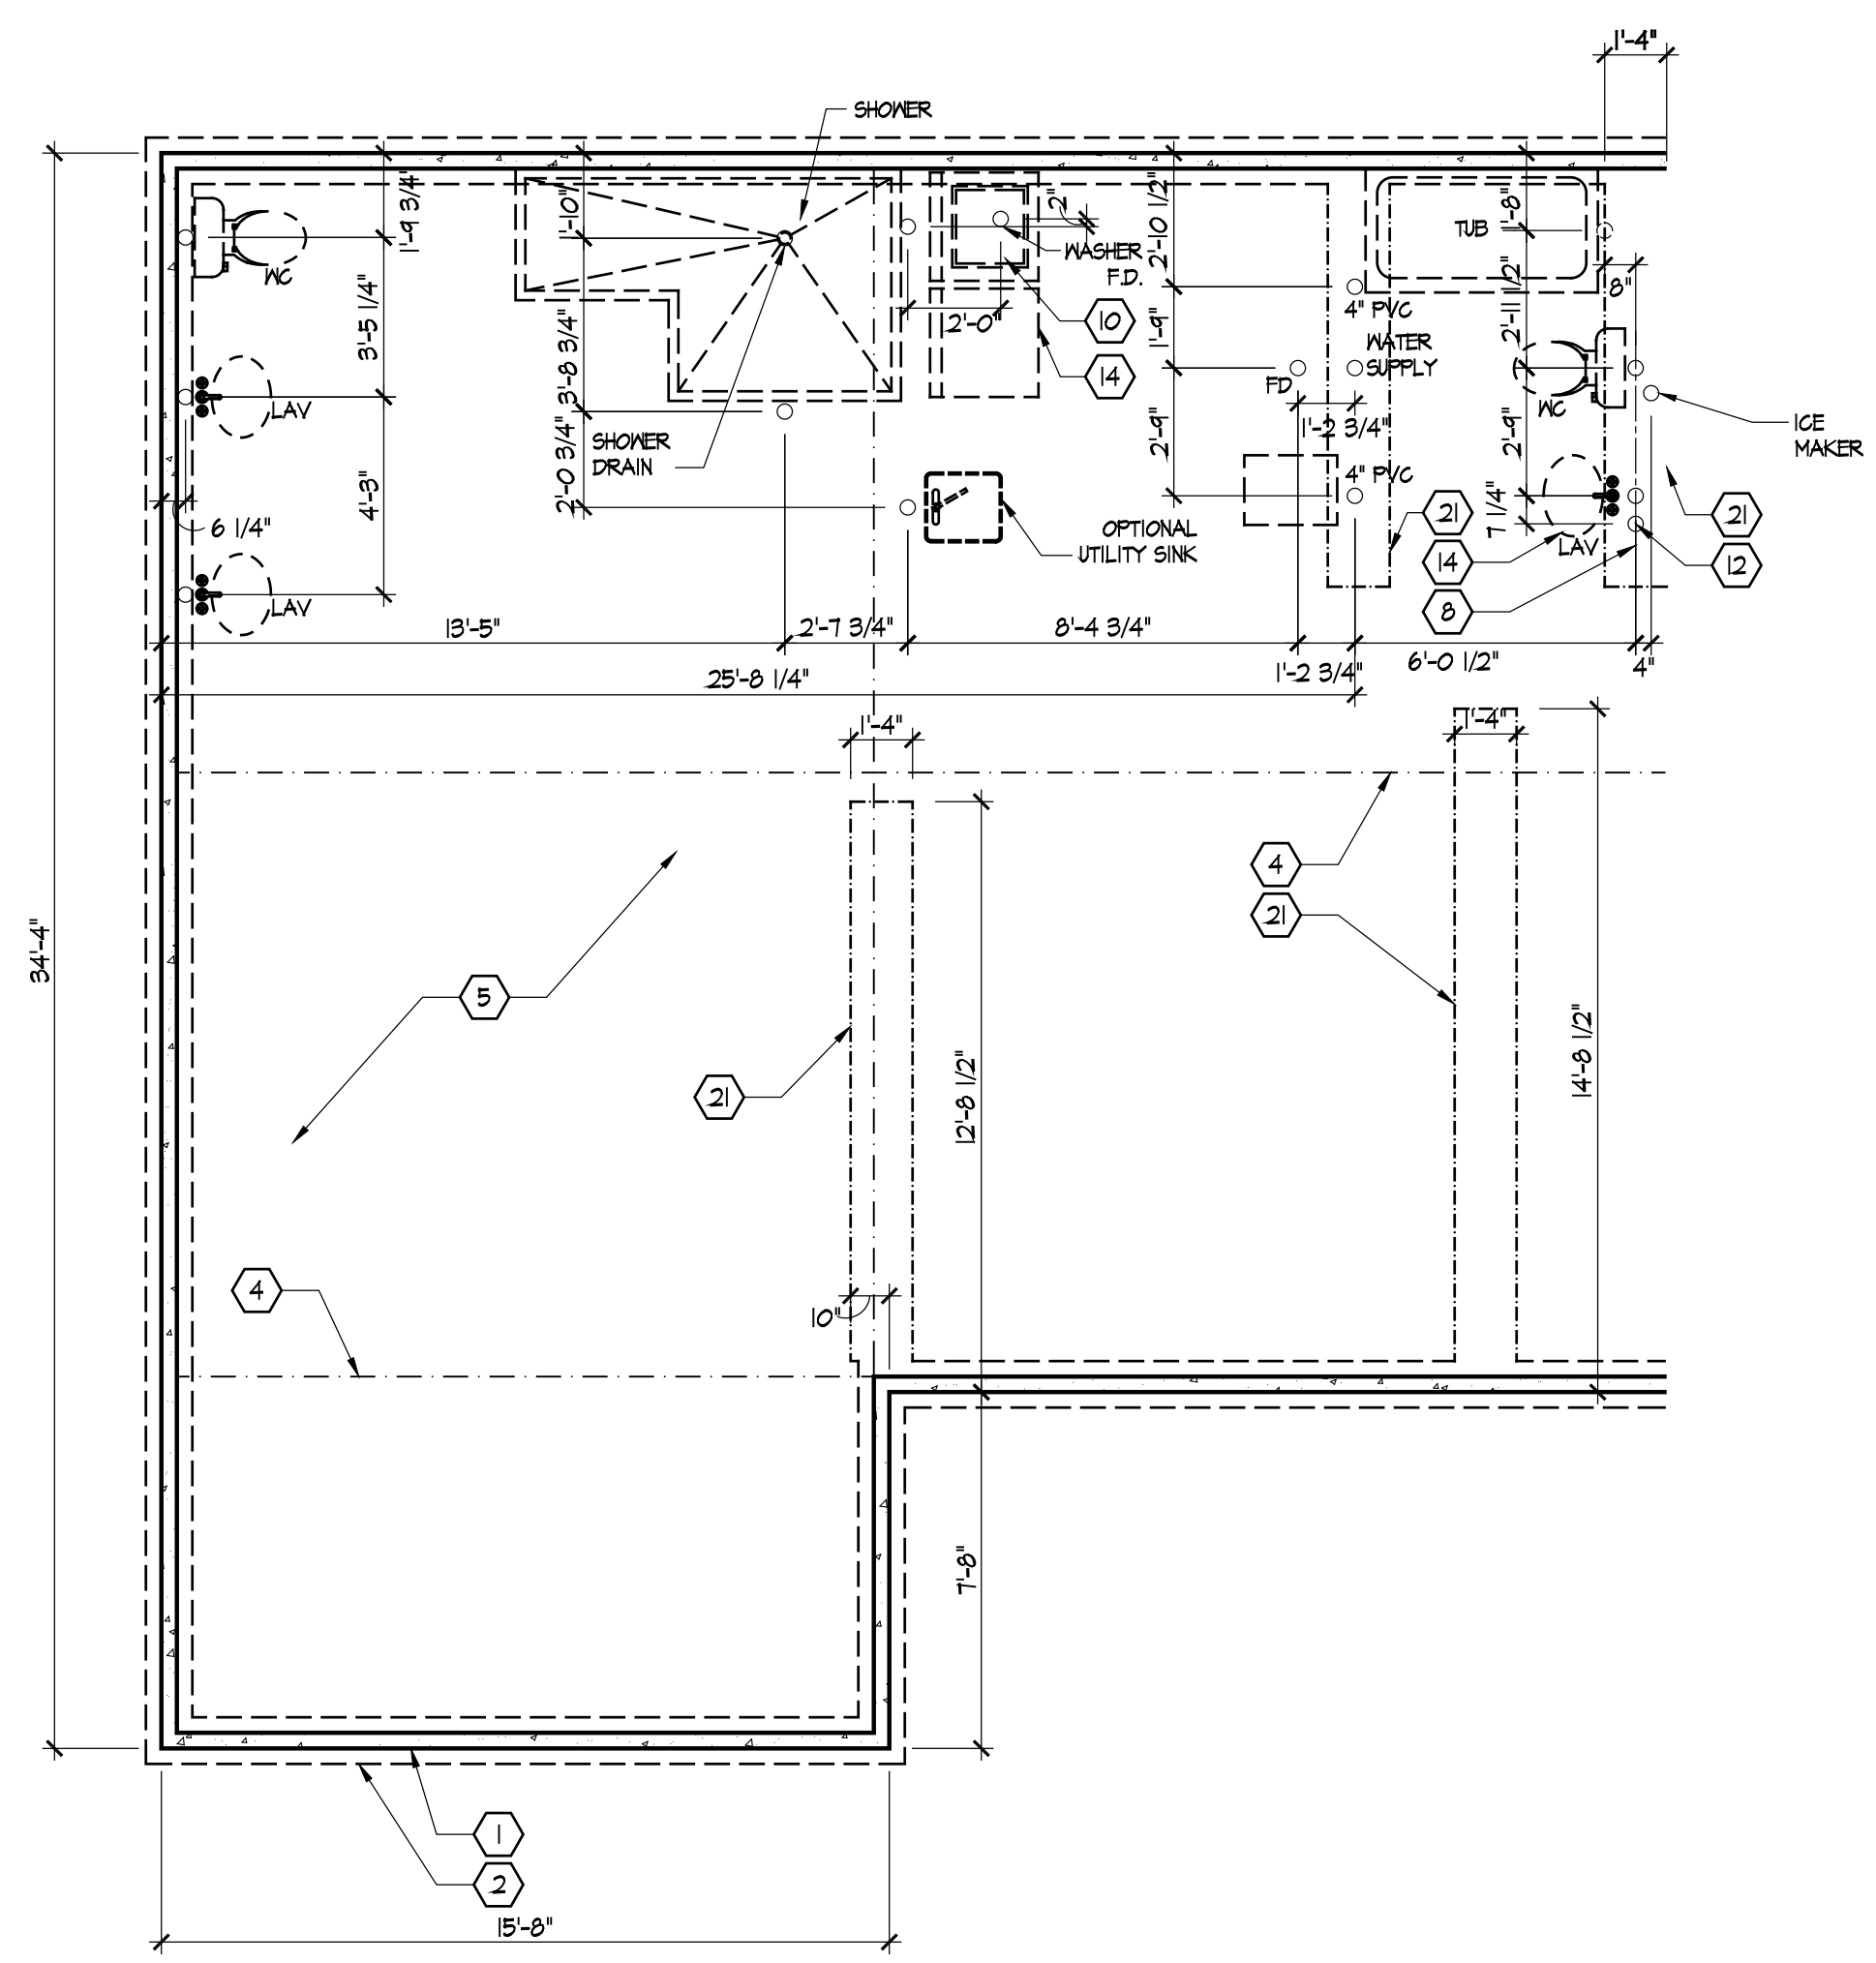 1'-4"
SHOWER
1'-9 3/4"
1'-10"
2"
2'-10 1/2"
1'-8"
TUB
WASHER
F.D.
WC
3'-5 1/4"
3'-8 3/4"
2'-0"
10
1'-9"
4" PVC
2'-11 1/2"
8"
WATER
SUPPLY
14
FD
LAV
WC
ICE
MAKER
1'-2 3/4"
2'-9"
2'-9"
SHOWER
DRAIN
2'-0 3/4"
4" PVC
4'-3"
6 1/4"
OPTIONAL
UTILITY SINK
21
7 1/4"
21
14
LAV
12
8
LAV
13'-5"
2'-7 3/4"
8'-4 3/4"
1'-2 3/4"
6'-0 1/2"
4"
25'-8 1/4"
1'-4"
1'-4"
4
21
34'-4"
5
21
12'-8 1/2"
14'-8 1/2"
4
10"
7'-8"
1
2
15'-8"